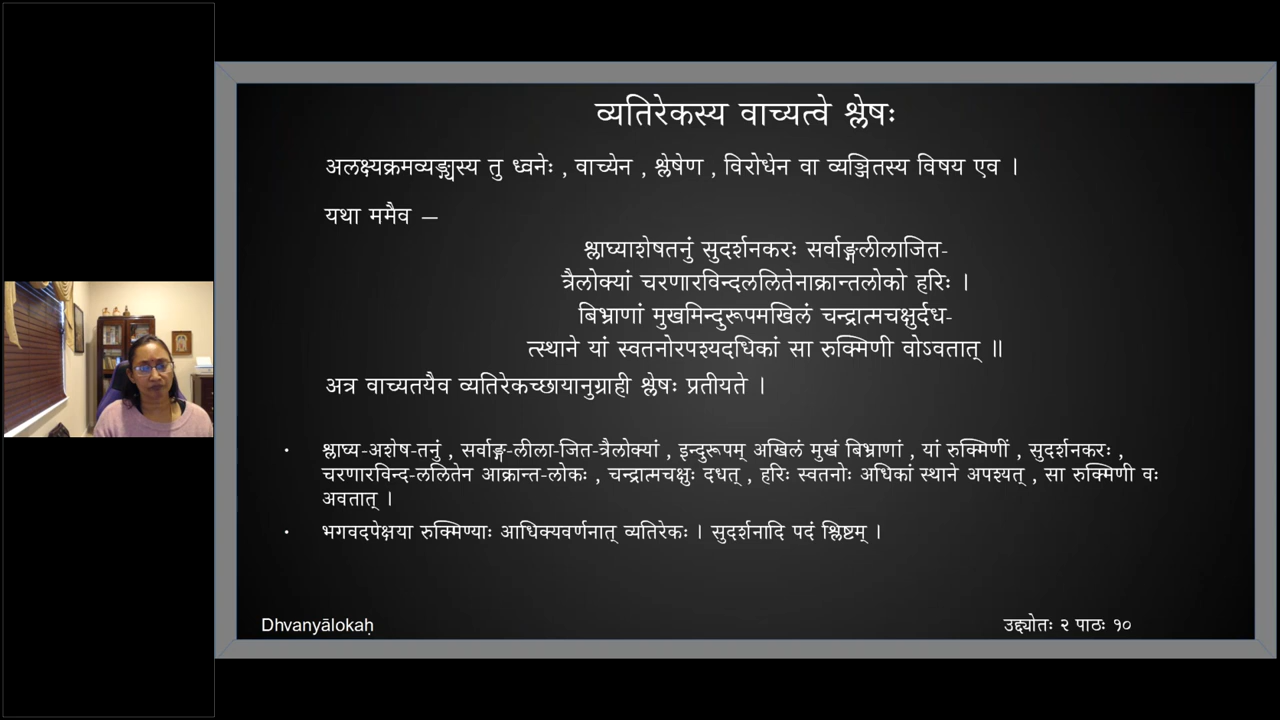 व्यतिरेकस्य वाच्यत्वे श्लेषः
अलक्ष्यक्रमव्यङ्ग्यस्य तु ध्वनेः , वाच्येन , श्लेषेण , विरोधेन वा व्यञ्जितस्य विषय एव ।
यथा ममैव –
श्लाघ्याशेषतनुं सुदर्शनकरः सर्वाङ्गलीलाजित-
त्रैलोक्यां चरणारविन्दललितेनाक्रान्तलोको हरिः ।
बिभ्राणां मुखमिन्दुरूपमखिलं चन्द्रात्मचक्षुर्दध-
त्स्थाने यां स्वतनोरपश्यदधिकां सा रुक्मिणी वोऽवतात् ॥
अत्र वाच्यतयैव व्यतिरेकच्छायानुग्राही श्लेषः प्रतीयते ।
• श्लाघ्य-अशेष-तनुं , सर्वाङ्ग-लीला-जित-त्रैलोक्यां , इन्दुरूपम् अखिलं मुखं बिभ्राणां , यां रुक्मिणीं , सुदर्शनकरः ,
चरणारविन्द-ललितेन आक्रान्त-लोकः , चन्द्रात्मचक्षुः दधत् , हरिः स्वतनोः अधिकां स्थाने अपश्यत् , सा रुक्मिणी वः
अवतात् ।
• भगवदपेक्षया रुक्मिण्याः आधिक्यवर्णनात् व्यतिरेकः । सुदर्शनादि पदं श्लिष्टम् ।
Dhvanyālokaḥ
उद्द्योतः २ पाठः १०